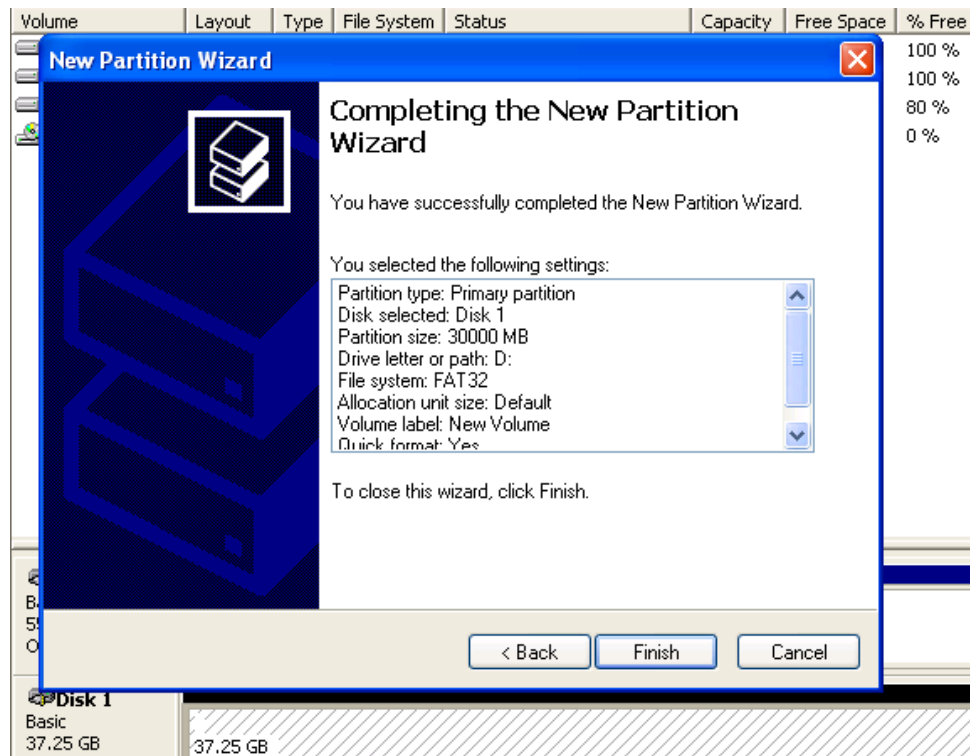 Volume Layout Type File System Status Capacity Free Space % Free
New Partition Wizard
100 %
100 %
80 %
0 %
Completing the New Partition
Wizard
You have successfully completed the New Partition Wizard.
You selected the following settings:
Partition type: Primary partition
Disk selected: Disk 1
Partition size: 30000 MB
Drive letter or path: D:
File system: FAT32
Allocation unit size: Default
Volume label: New Volume
Quick format: Yes
To close this wizard, click Finish.
< Back Finish Cancel
Disk 1
Basic
37.25 GB
37.25 GB